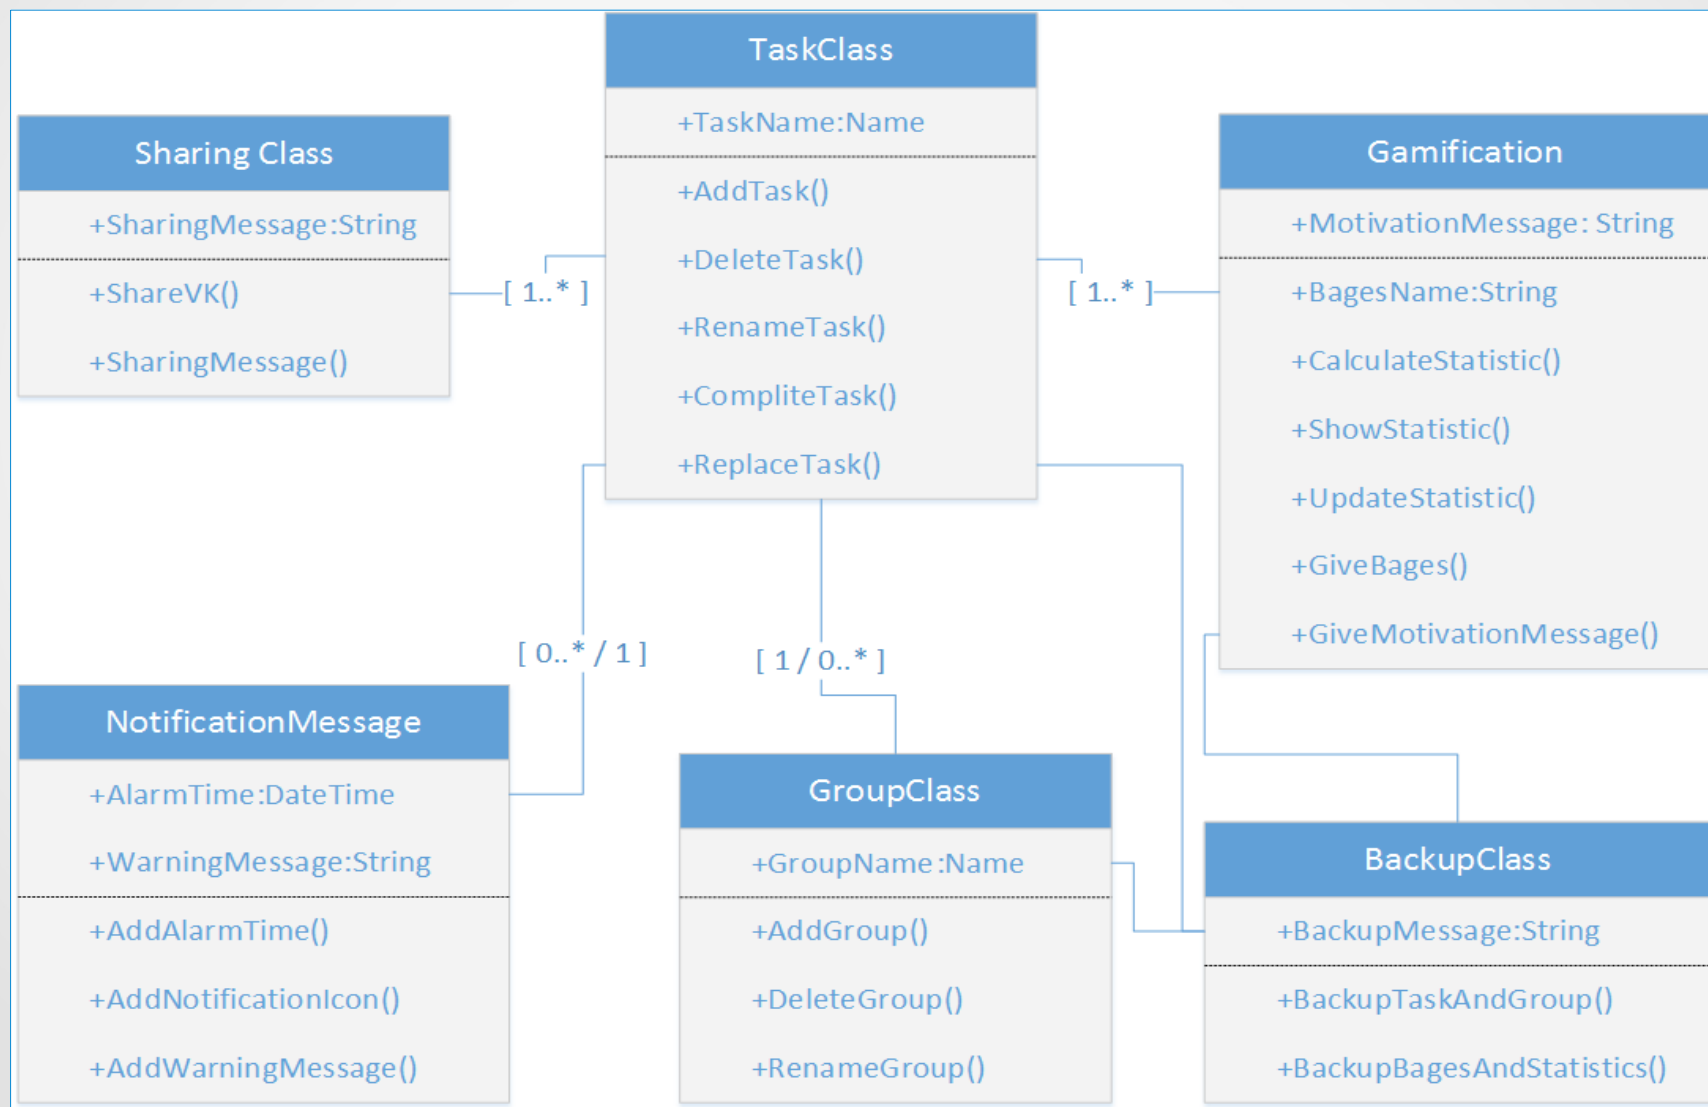 TaskClass
+TaskName:Name
+AddTask()
+DeleteTask()
+RenameTask()
+CompliteTask()
+ReplaceTask()
Sharing Class
+SharingMessage:String
+ShareVK()
+SharingMessage()
[ 1..* ]
[ 1..* ]
Gamification
+MotivationMessage: String
+BagesName:String
+CalculateStatistic()
+ShowStatistic()
+UpdateStatistic()
+GiveBages()
+GiveMotivationMessage()
[ 0..* / 1 ]
[ 1 / 0..* ]
NotificationMessage
+AlarmTime:DateTime
+WarningMessage:String
+AddAlarmTime()
+AddNotificationIcon()
+AddWarningMessage()
GroupClass
+GroupName:Name
+AddGroup()
+DeleteGroup()
+RenameGroup()
BackupClass
+BackupMessage:String
+BackupTaskAndGroup()
+BackupBagesAndStatistics()